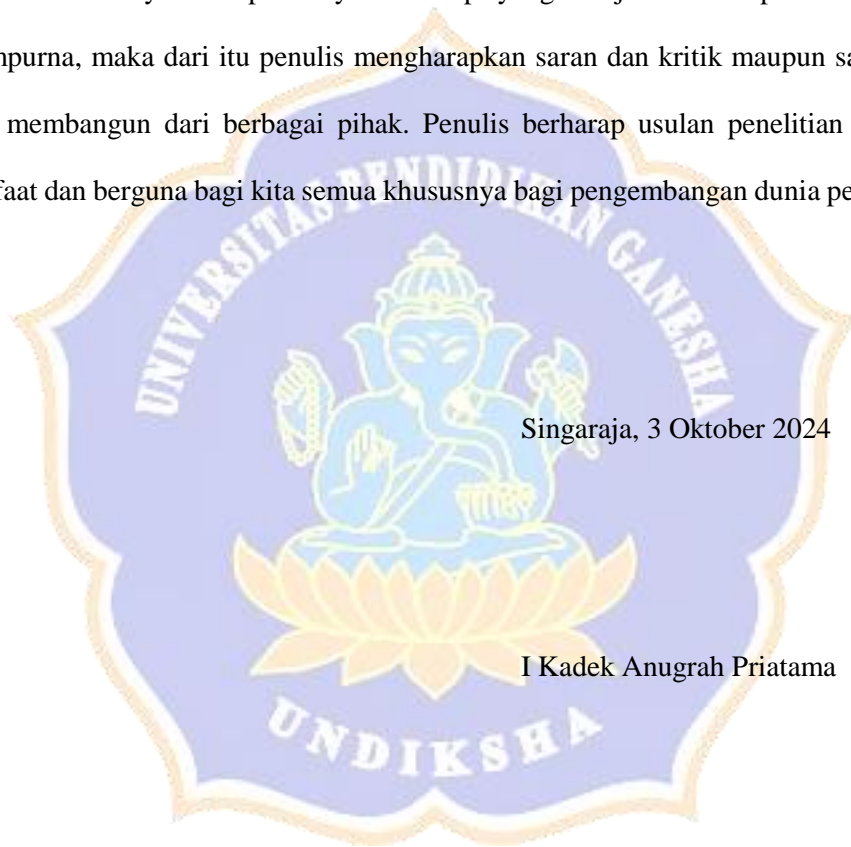 mpurna, maka dari itu penulis mengharapkan saran dan kritik maupun sa
membangun dari berbagai pihak. Penulis berharap usulan penelitian
faat dan berguna bagi kita semua khususnya bagi pengembangan dunia pe
UNIVERSITAS PENDIDIKAN GANESHA
Singaraja, 3 Oktober 2024
I Kadek Anugrah Priatama
UNDIKSHA